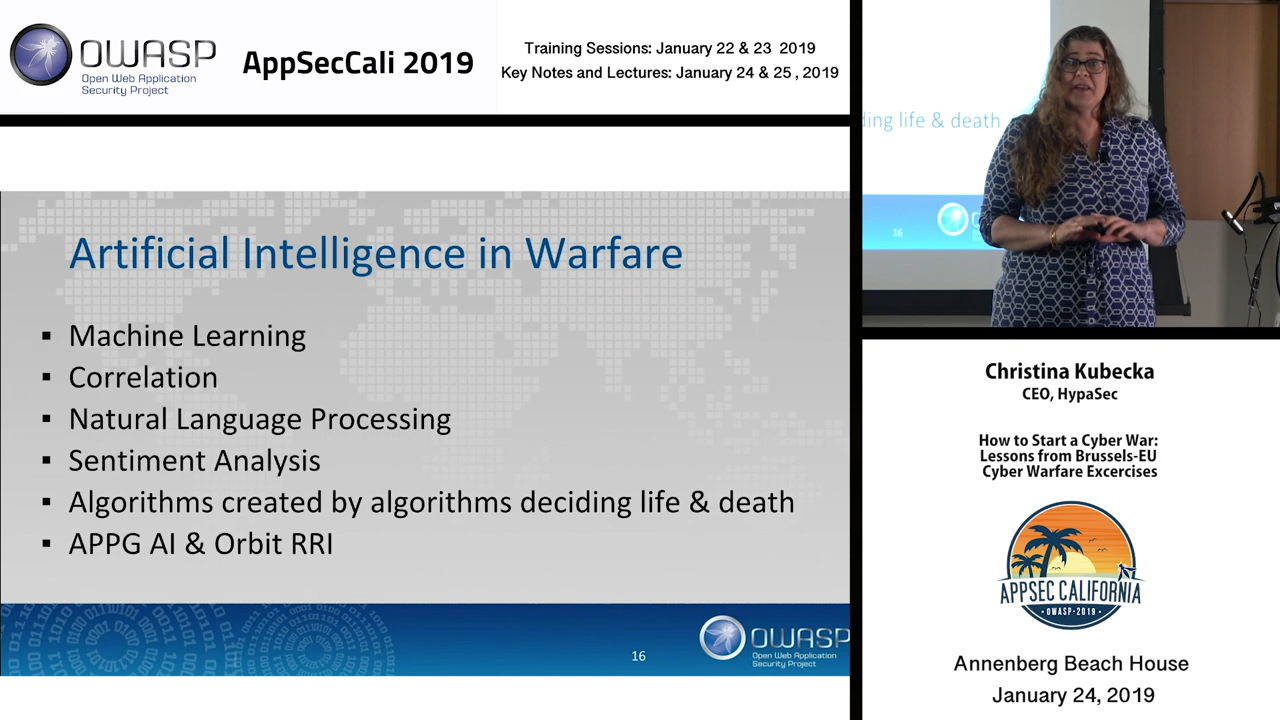 OWASP
Open Web Application
Security Project
AppSecCali 2019
Training Sessions: January 22 & 23 2019
Key Notes and Lectures: January 24 & 25 , 2019
Artificial Intelligence in Warfare
▪ Machine Learning
▪ Correlation
▪ Natural Language Processing
▪ Sentiment Analysis
▪ Algorithms created by algorithms deciding life & death
▪ APPG AI & Orbit RRI
16
OWASP
Open Web Application
Security Project
ding life & death
16
Christina Kubecka
CEO, HypaSec
How to Start a Cyber War:
Lessons from Brussels-EU
Cyber Warfare Excercises
APPSEC CALIFORNIA
• OWASP-2019 •
Annenberg Beach House
January 24, 2019